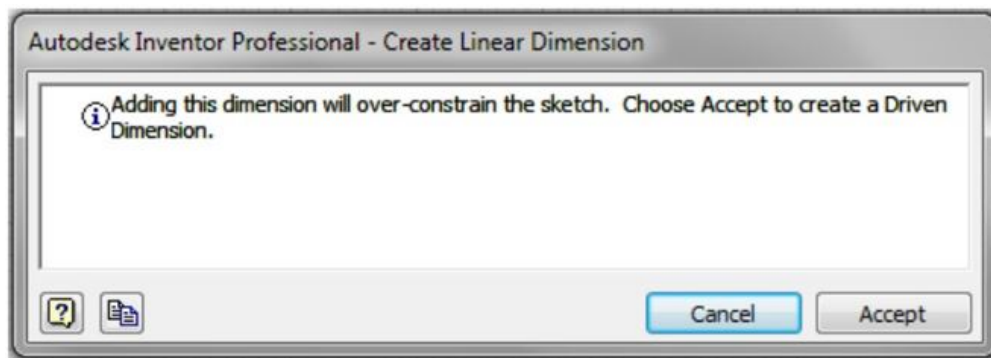 Autodesk Inventor Professional - Create Linear Dimension
Adding this dimension will over-constrain the sketch. Choose Accept to create a Driven
Dimension.
Cancel Accept